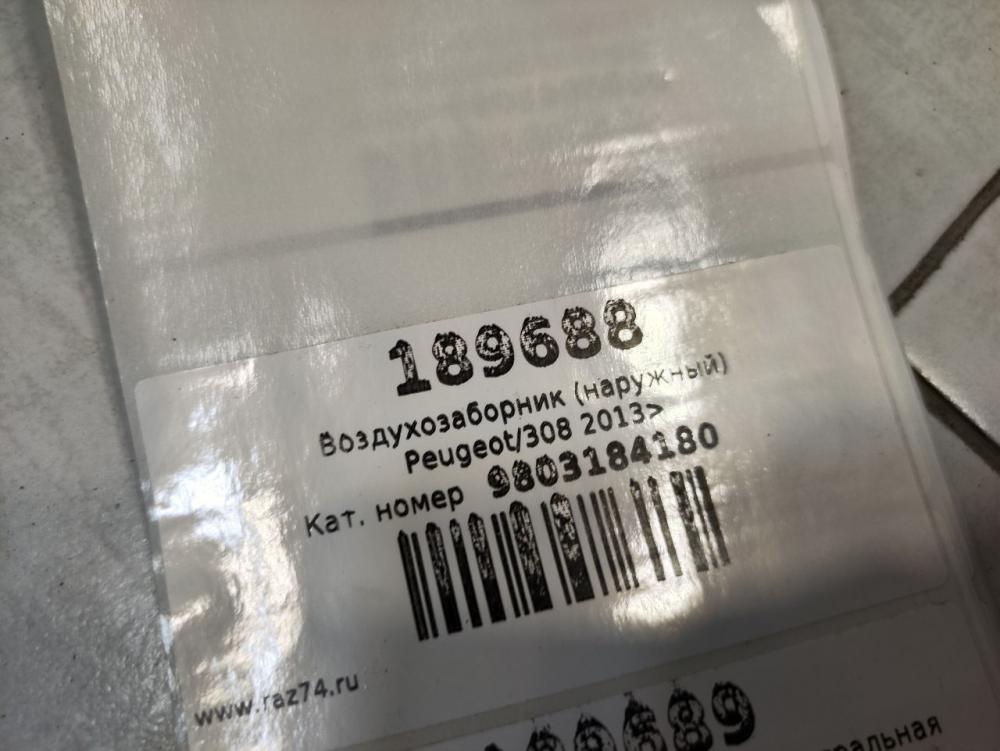 189688
Воздухозаборник (наружный)
Peugeot/308 2013>
Кат. номер 9803184180
www.raz74.ru